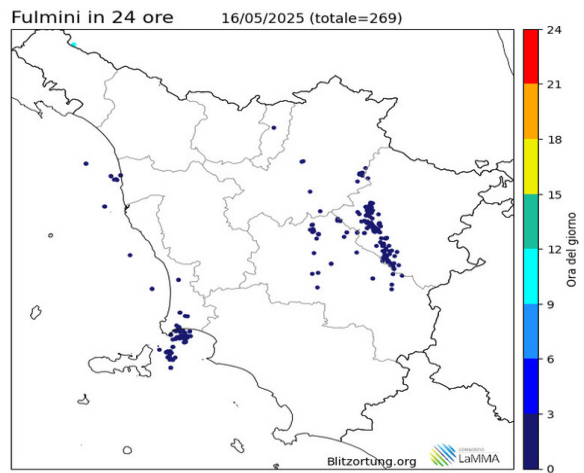 Fulmini in 24 ore
16/05/2025 (totale=269)
24
21
18
15
12
9
6
3
0
Ora del giorno
Blitzortung.org
CONSORZIO
LaMMA